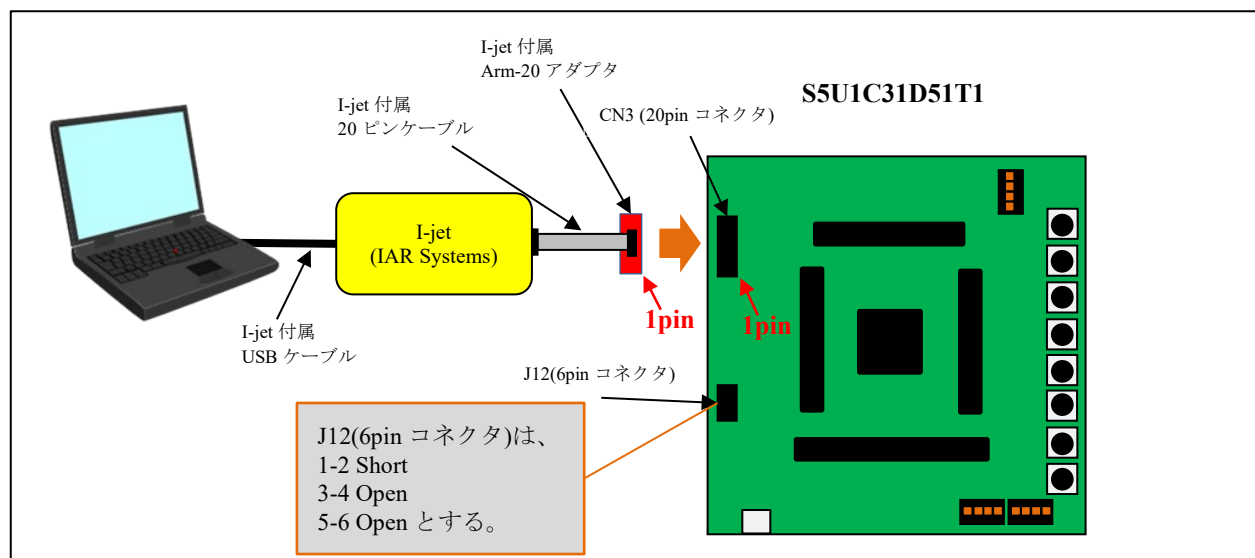 I-jet 付属
Arm-20 アダプタ
S5U1C31D51T1
I-jet 付属
20 ピンケーブル
CN3 (20pin コネクタ)
I-jet
(IAR Systems)
1pin
1pin
I-jet 付属
USB ケーブル
J12(6pin コネクタ)
J12(6pin コネクタ)は、
1-2 Short
3-4 Open
5-6 Open とする。